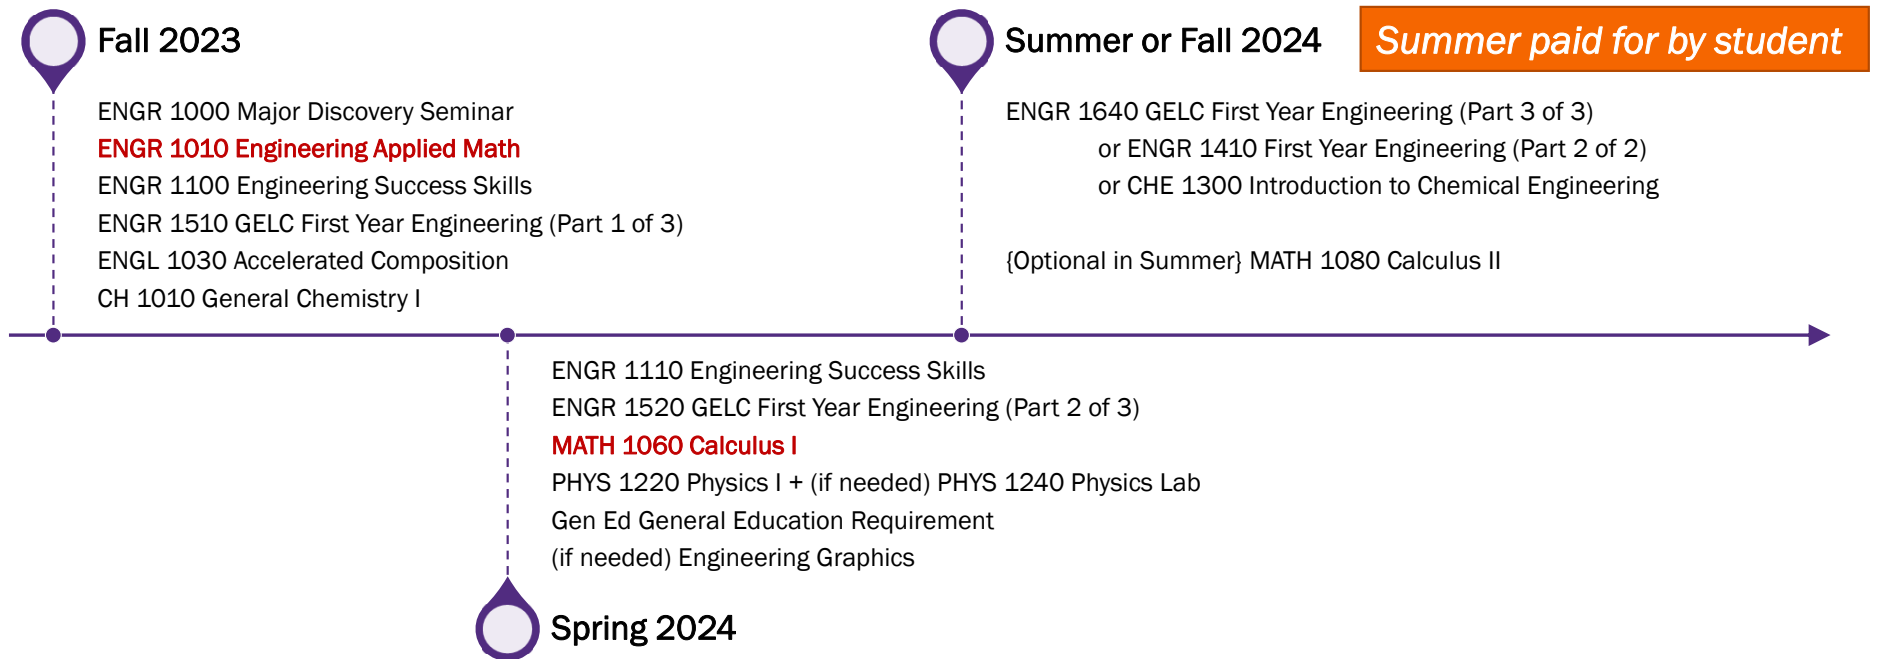 Fall 2023
ENGR 1000 Major Discovery Seminar
ENGR 1010 Engineering Applied Math
ENGR 1100 Engineering Success Skills
ENGR 1510 GELC First Year Engineering (Part 1 of 3)
ENGL 1030 Accelerated Composition
CH 1010 General Chemistry I
Summer or Fall 2024
Summer paid for by student
ENGR 1640 GELC First Year Engineering (Part 3 of 3)
or ENGR 1410 First Year Engineering (Part 2 of 2)
or CHE 1300 Introduction to Chemical Engineering
{Optional in Summer} MATH 1080 Calculus II
ENGR 1110 Engineering Success Skills
ENGR 1520 GELC First Year Engineering (Part 2 of 3)
MATH 1060 Calculus I
PHYS 1220 Physics I + (if needed) PHYS 1240 Physics Lab
Gen Ed General Education Requirement
(if needed) Engineering Graphics
Spring 2024